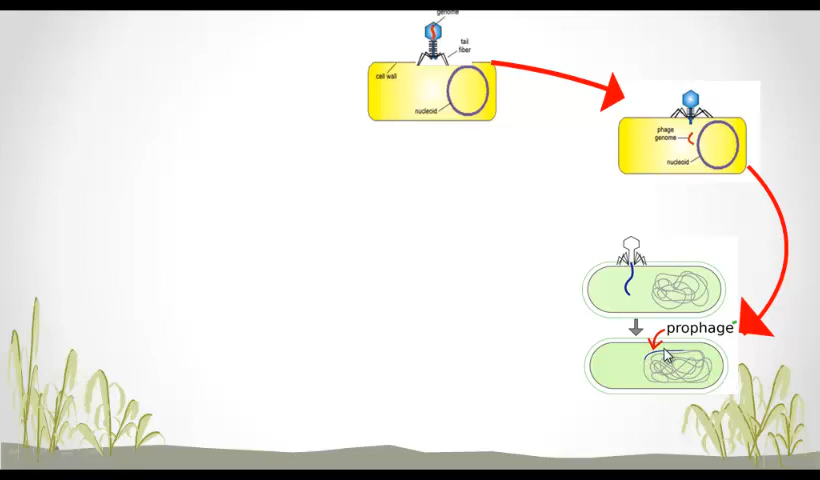 genome
tail
fiber
cell wall
nucleoid
phage
genome
nucleoid
prophage